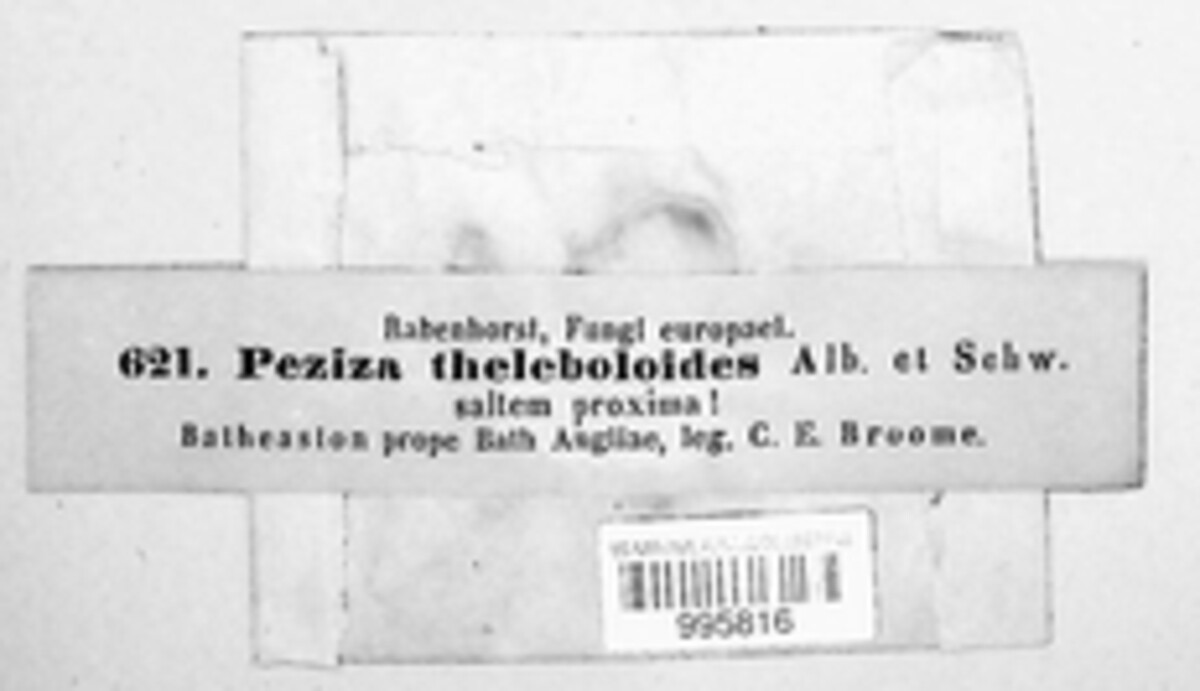 Rabenhorst, Fungi europaei.
621. Peziza theleboloides Alb. et Schw.
saltem proxima!
Batheaston prope Bath Angliae, leg. C. E. Broome.
995816